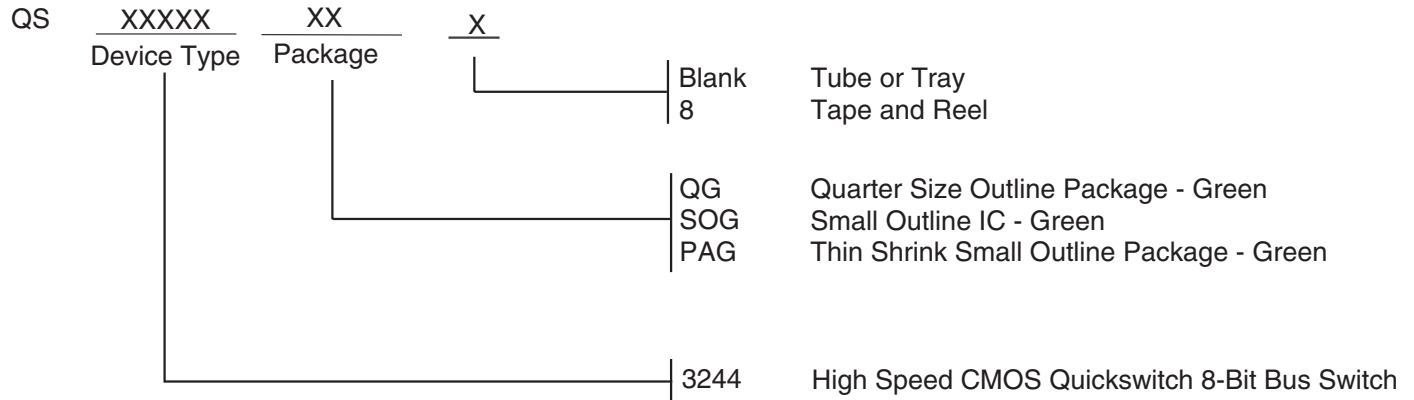 QS XXXXX XX X
Device Type Package
Blank Tube or Tray
8 Tape and Reel
QG Quarter Size Outline Package - Green
SOG Small Outline IC - Green
PAG Thin Shrink Small Outline Package - Green
3244 High Speed CMOS Quickswitch 8-Bit Bus Switch